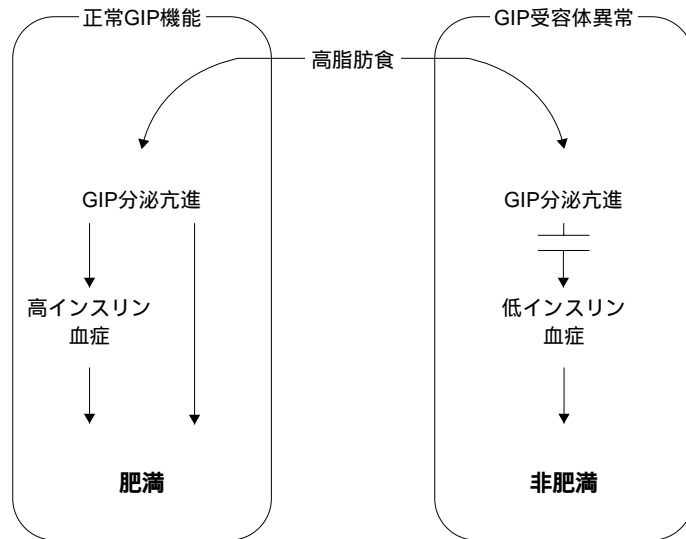 正常GIP機能
GIP受容体異常
高脂肪食
GIP分泌亢進
GIP分泌亢進
高インスリン
血症
低インスリン
血症
肥満
非肥満